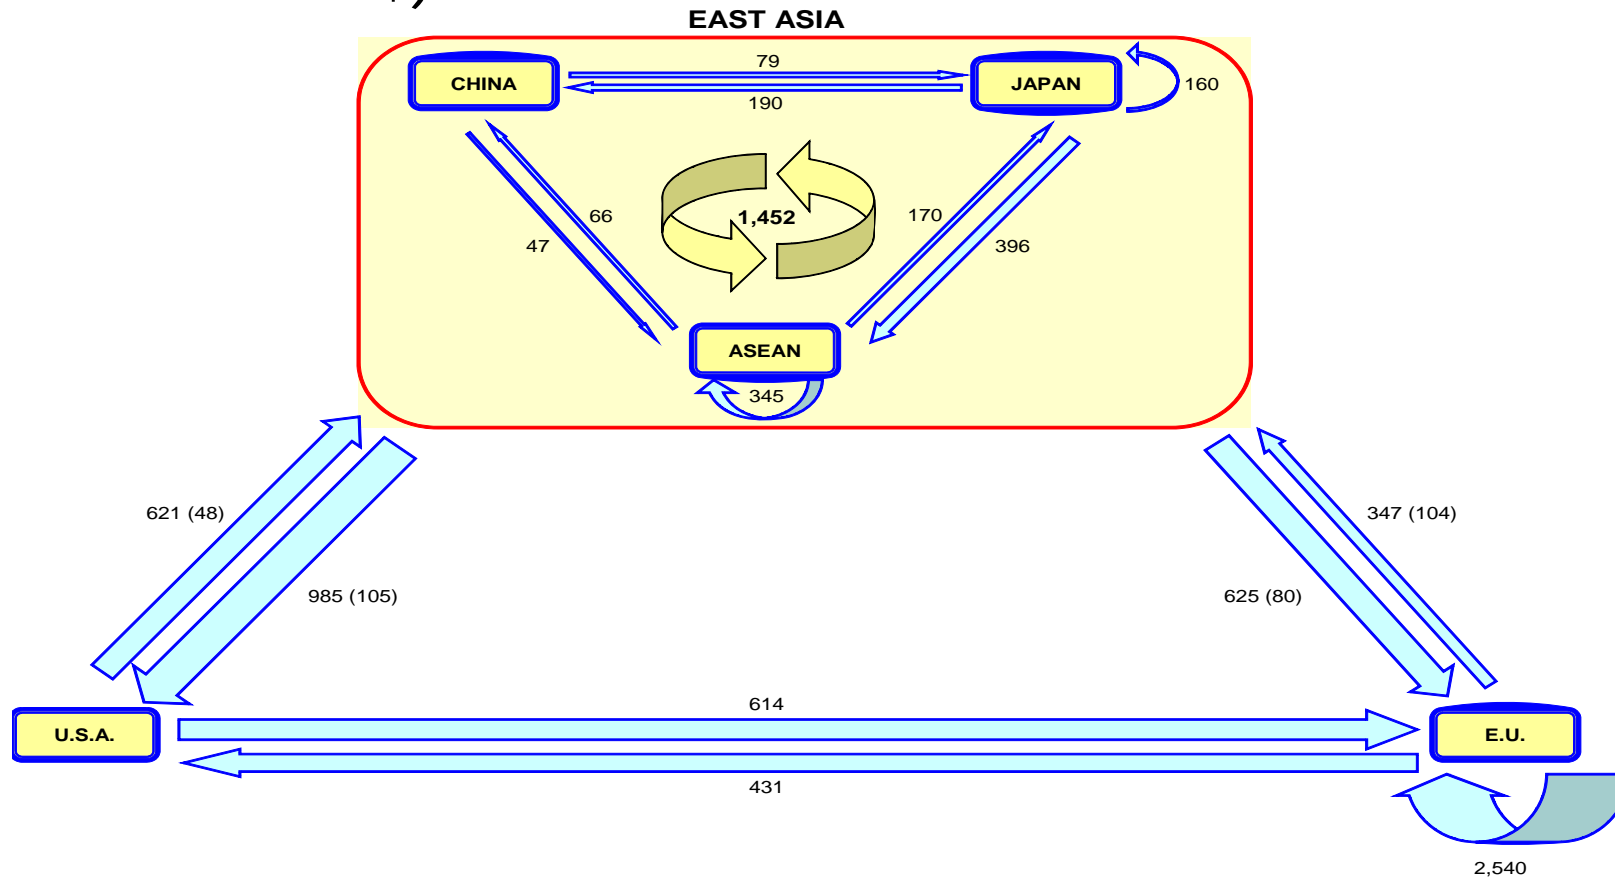 EAST ASIA
CHINA
79
JAPAN
160
190
66
47
1,452
170
396
ASEAN
345
621 (48)
985 (105)
347 (104)
625 (80)
614
U.S.A.
E.U.
431
2,540